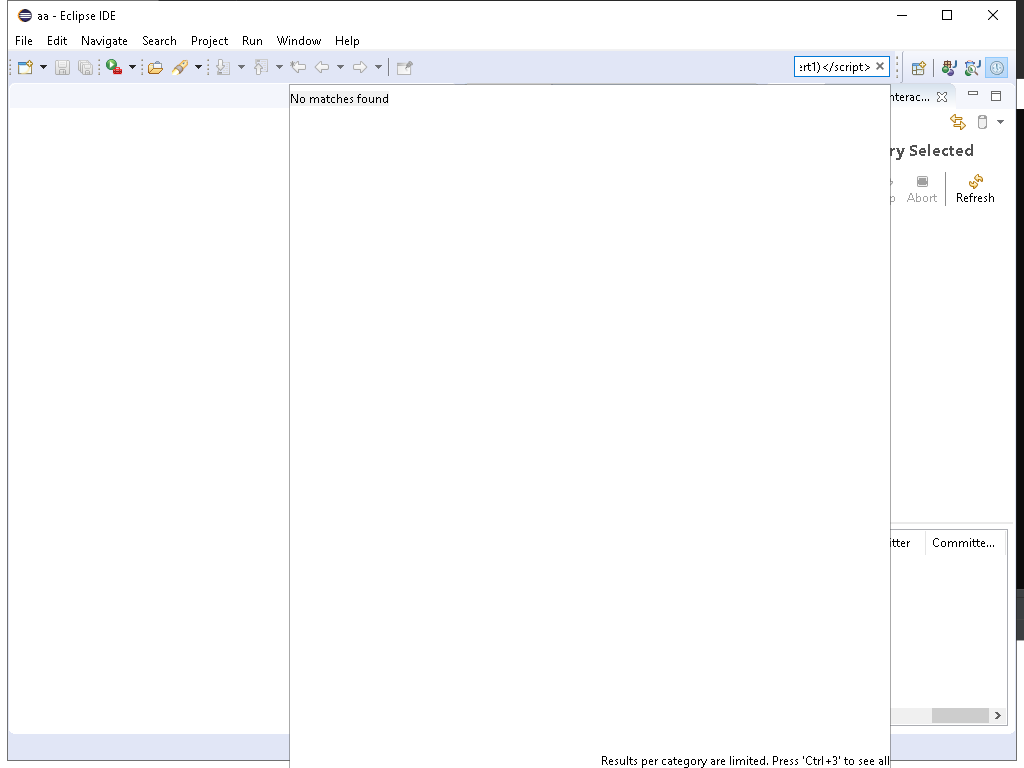 aa - Eclipse IDE
File Edit Navigate Search Project Run Window Help
ert1)</script>
No matches found
nterac...
ry Selected
p Abort Refresh
itter Committe...
Results per category are limited. Press 'Ctrl+3' to see all